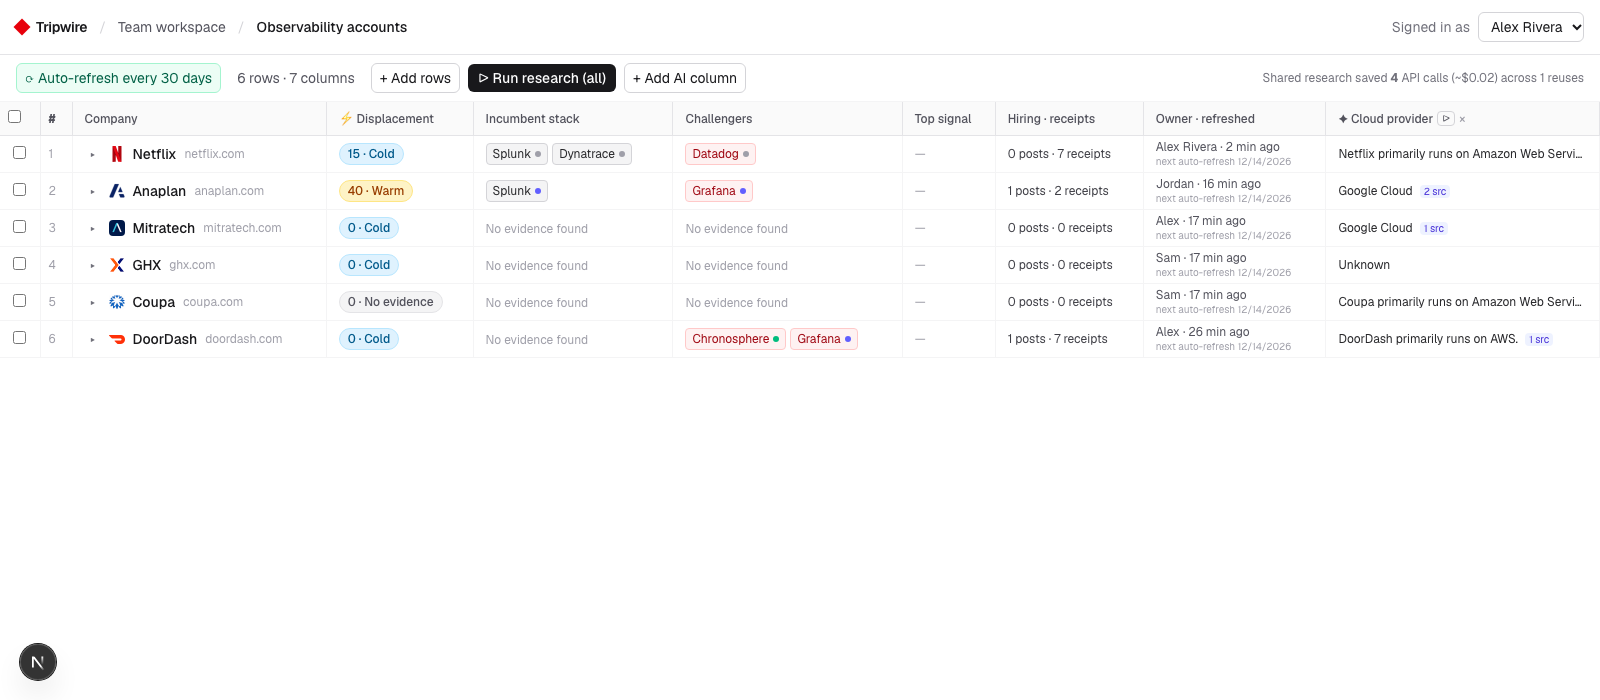 Tripwire / Team workspace / Observability accounts Signed in as Alex Rivera
Auto-refresh every 30 days 6 rows · 7 columns + Add rows Run research (all) + Add AI column Shared research saved 4 API calls (~$0.02) across 1 reuses
# Company Displacement Incumbent stack Challengers Top signal Hiring · receipts Owner · refreshed Cloud provider ×
1 Netflix netflix.com 15 · Cold Splunk Dynatrace Datadog — 0 posts · 7 receipts Alex Rivera · 2 min ago Netflix primarily runs on Amazon Web Servi…
next auto-refresh 12/14/2026
2 Anaplan anaplan.com 40 · Warm Splunk Grafana — 1 posts · 2 receipts Jordan · 16 min ago Google Cloud 2 src
next auto-refresh 12/14/2026
3 Mitratech mitratech.com 0 · Cold No evidence found No evidence found — 0 posts · 0 receipts Alex · 17 min ago Google Cloud 1 src
next auto-refresh 12/14/2026
4 GHX ghx.com 0 · Cold No evidence found No evidence found — 0 posts · 0 receipts Sam · 17 min ago Unknown
next auto-refresh 12/14/2026
5 Coupa coupa.com 0 · No evidence No evidence found No evidence found — 0 posts · 0 receipts Sam · 17 min ago Coupa primarily runs on Amazon Web Servi…
next auto-refresh 12/14/2026
6 DoorDash doordash.com 0 · Cold No evidence found Chronosphere Grafana — 1 posts · 7 receipts Alex · 26 min ago DoorDash primarily runs on AWS. 1 src
next auto-refresh 12/14/2026
N